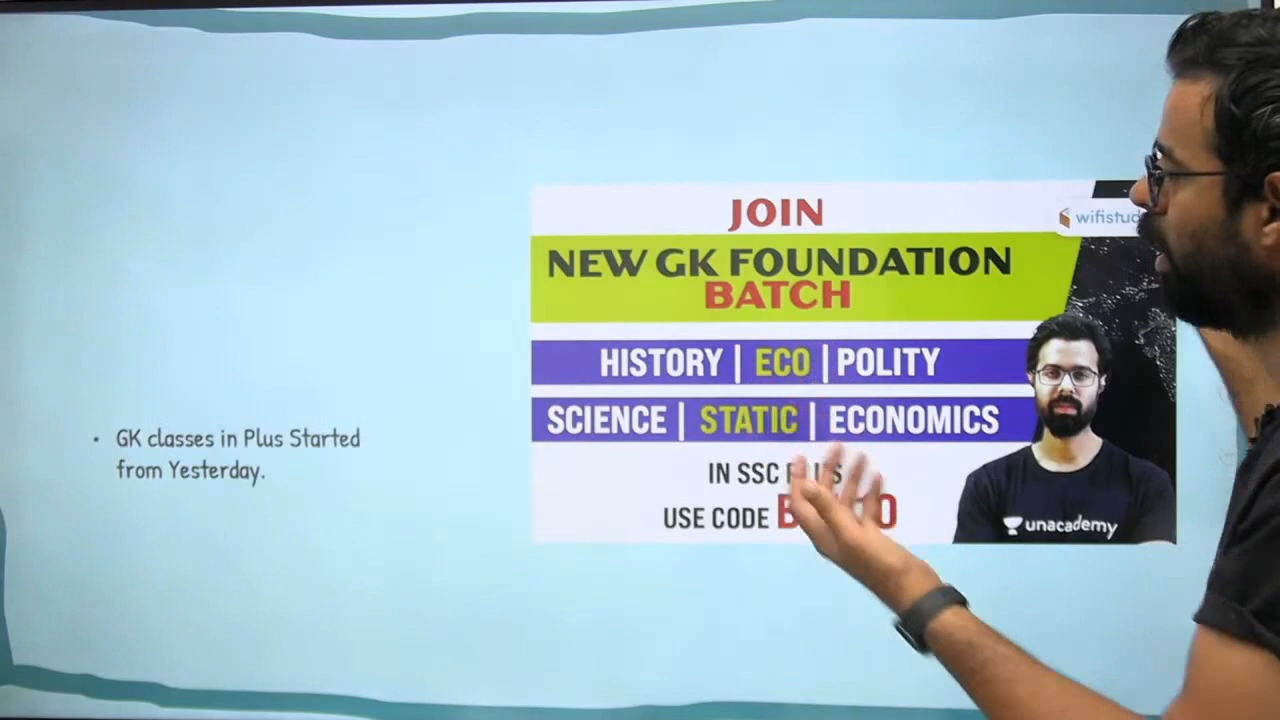 JOIN
wifistud
NEW GK FOUNDATION
BATCH
HISTORY | ECO | POLITY
SCIENCE | STATIC | ECONOMICS
• GK classes in Plus Started
from Yesterday.
IN SSC
USE CODE
unacademy